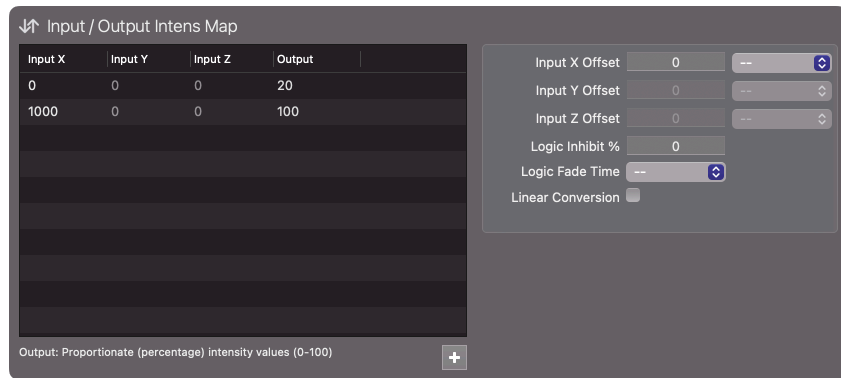 Input / Output Intens Map
Input X Input Y Input Z Output
0 0 0 20
1000 0 0 100
Input X Offset 0 --
Input Y Offset 0 --
Input Z Offset 0 --
Logic Inhibit % 0
Logic Fade Time --
Linear Conversion
Output: Proportionate (percentage) intensity values (0-100)
+